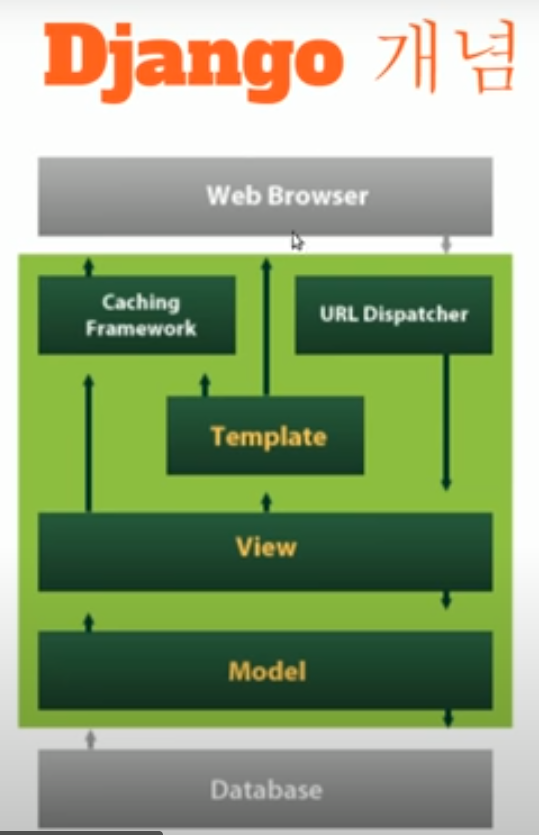 Django 개념
Web Browser
Caching
Framework
URL Dispatcher
Template
View
Model
Database